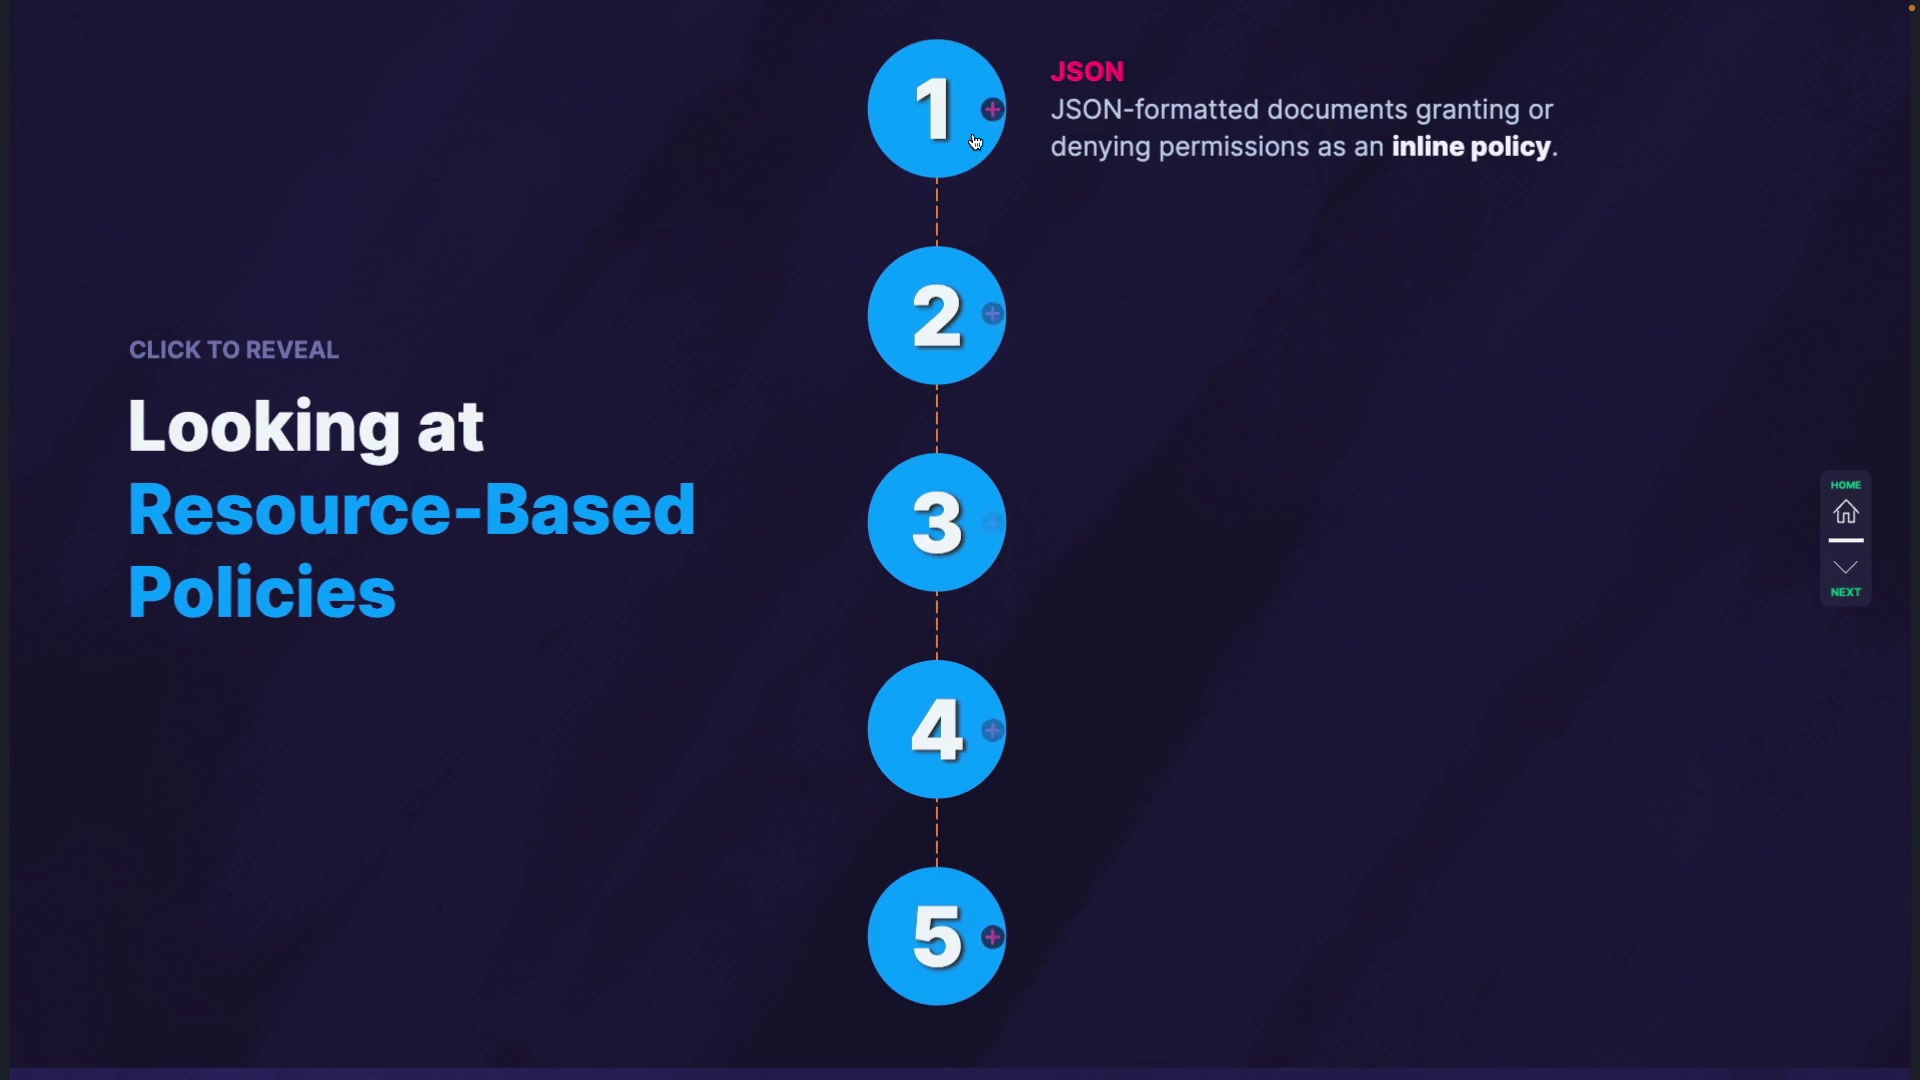 CLICK TO REVEAL
Looking at
Resource-Based
Policies
1
JSON
JSON-formatted documents granting or
denying permissions as an inline policy.
2
3
4
5
HOME
NEXT